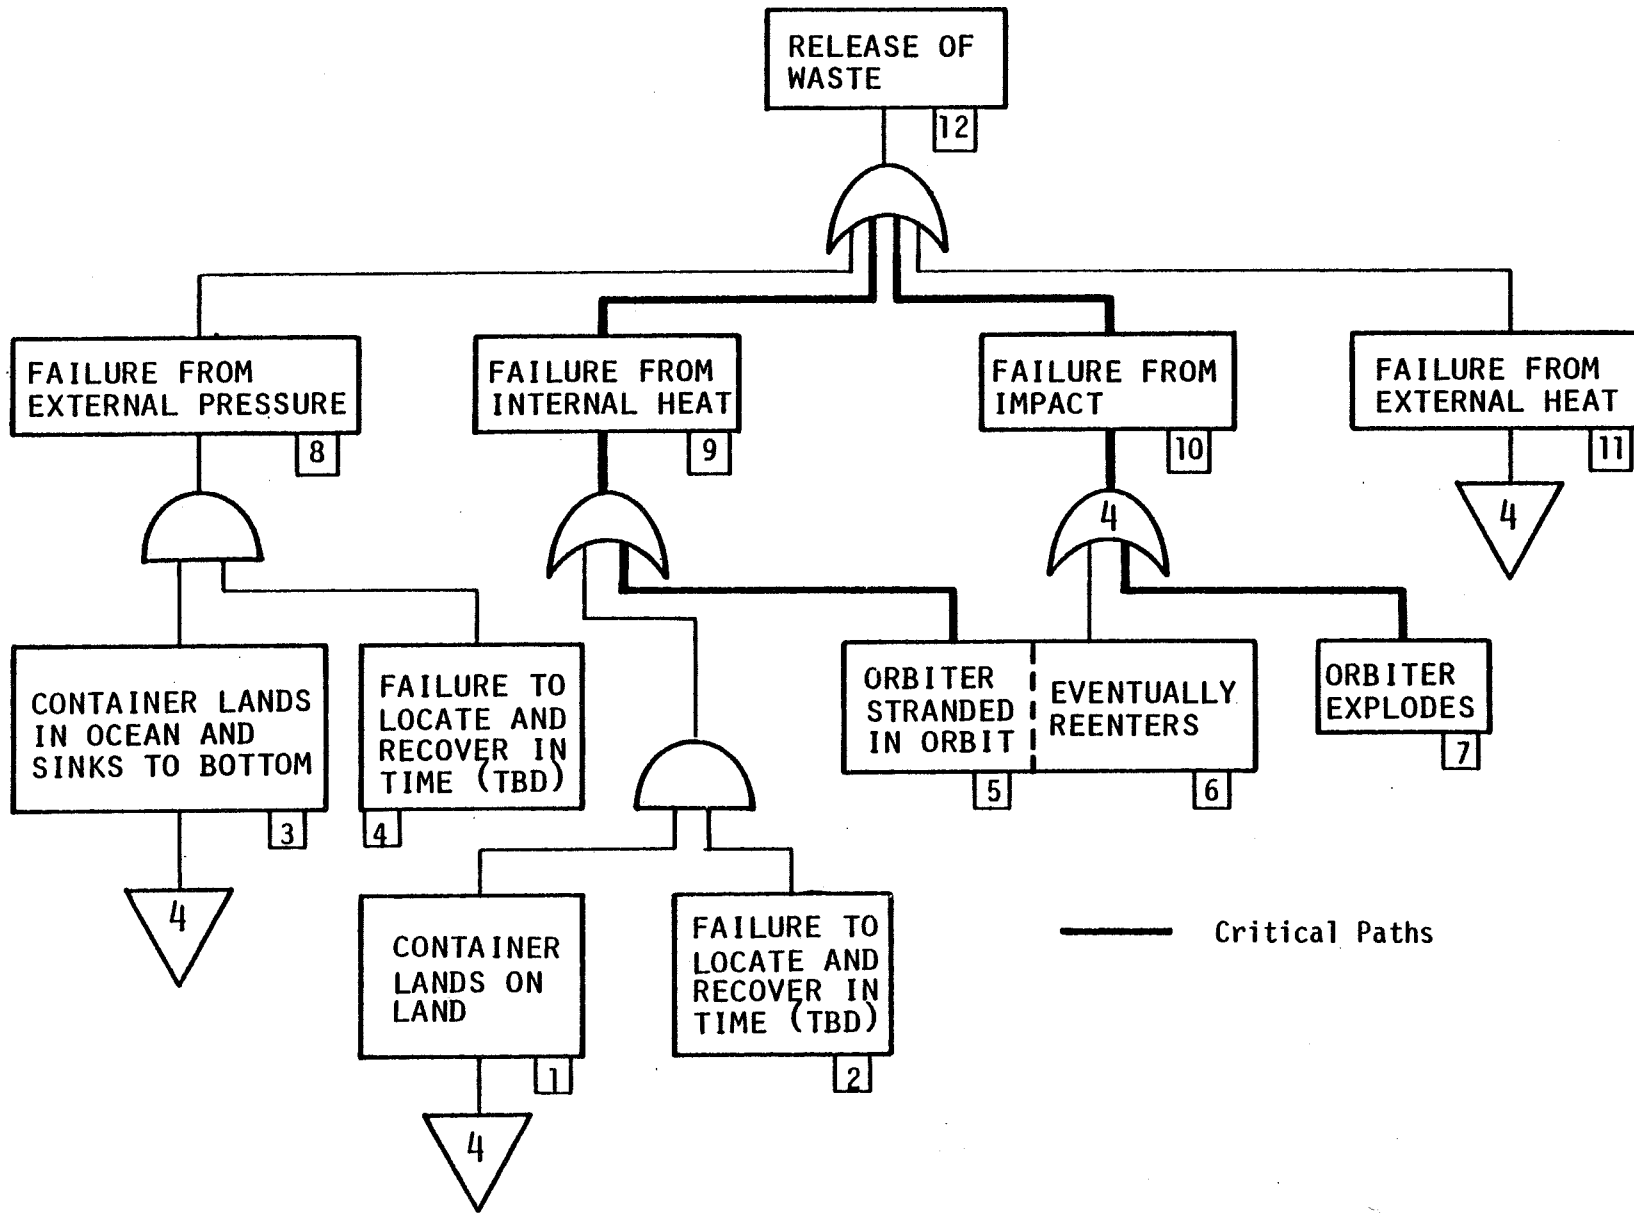 RELEASE OF
WASTE
12
FAILURE FROM
EXTERNAL PRESSURE
8
FAILURE FROM
INTERNAL HEAT
9
FAILURE FROM
IMPACT
10
FAILURE FROM
EXTERNAL HEAT
11
4
4
CONTAINER LANDS
IN OCEAN AND
SINKS TO BOTTOM
3
FAILURE TO
LOCATE AND
RECOVER IN
TIME (TBD)
4
ORBITER
STRANDED
IN ORBIT
5
EVENTUALLY
REENTERS
6
ORBITER
EXPLODES
7
4
CONTAINER
LANDS ON
LAND
1
FAILURE TO
LOCATE AND
RECOVER IN
TIME (TBD)
2
Critical Paths
4